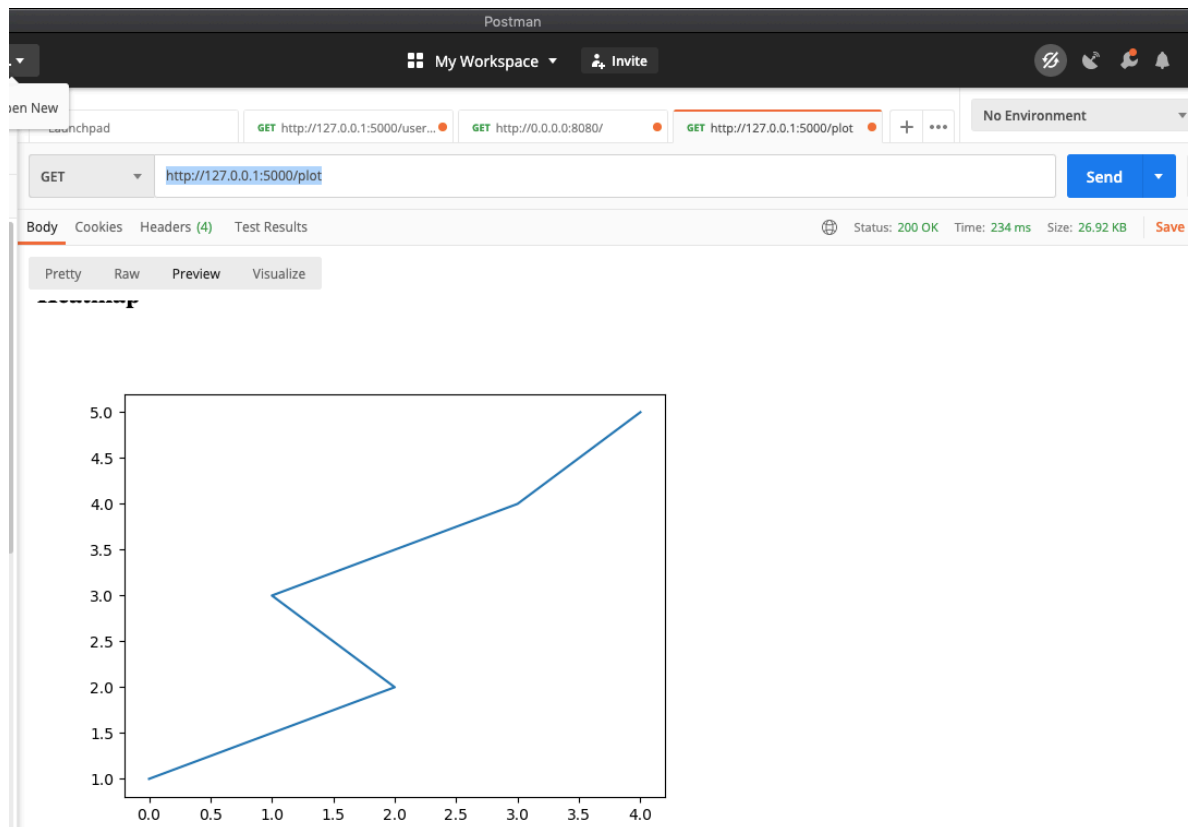 Postman
My Workspace
Invite
pen New
Launchpad
GET http://127.0.0.1:5000/user...
GET http://0.0.0.0:8080/
GET http://127.0.0.1:5000/plot
No Environment
GET
http://127.0.0.1:5000/plot
Send
Body Cookies Headers (4) Test Results
Status: 200 OK Time: 234 ms Size: 26.92 KB Save
Pretty Raw Preview Visualize
5.0
4.5
4.0
3.5
3.0
2.5
2.0
1.5
1.0
0.0 0.5 1.0 1.5 2.0 2.5 3.0 3.5 4.0